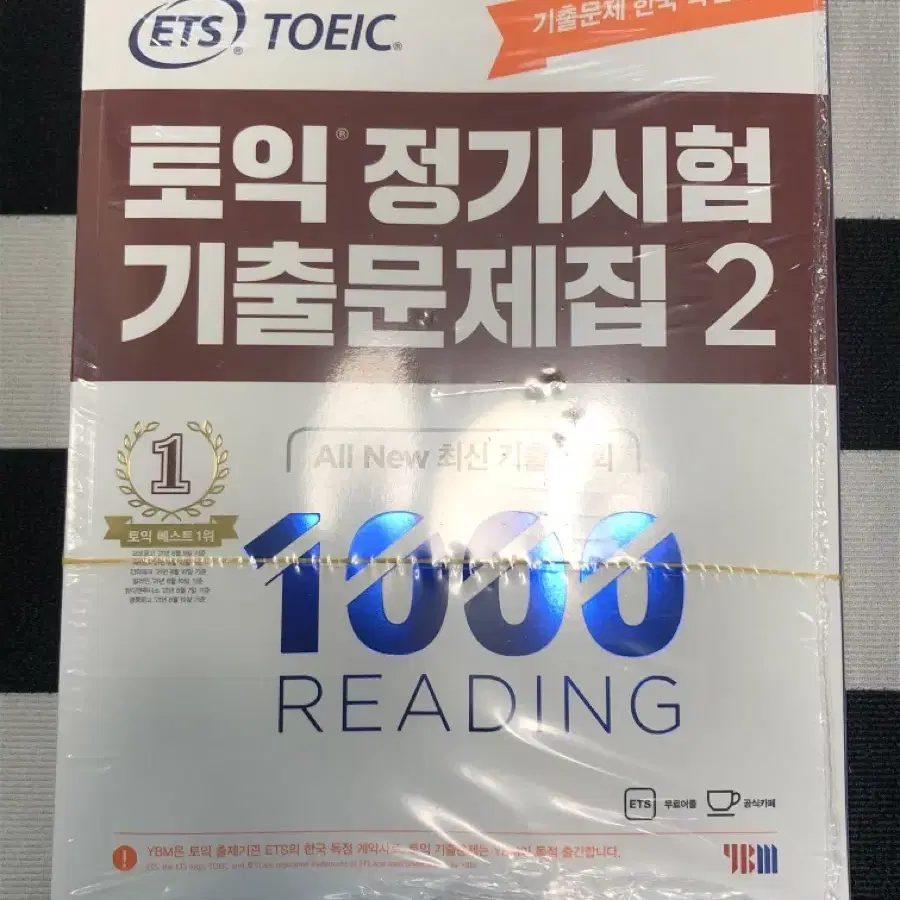 ETS® TOEIC®
기출문제 한국
토익® 정기시험
기출문제집 2
All New 최신 기출
1
토익 베스트 1위
1000
READING
ETS 무료어플 공식카페
YBM은 토익 출제기관 ETS의 한국 독점 계약사로, 토익 기출문제는 YBM이 독점 출간합니다.
YBM